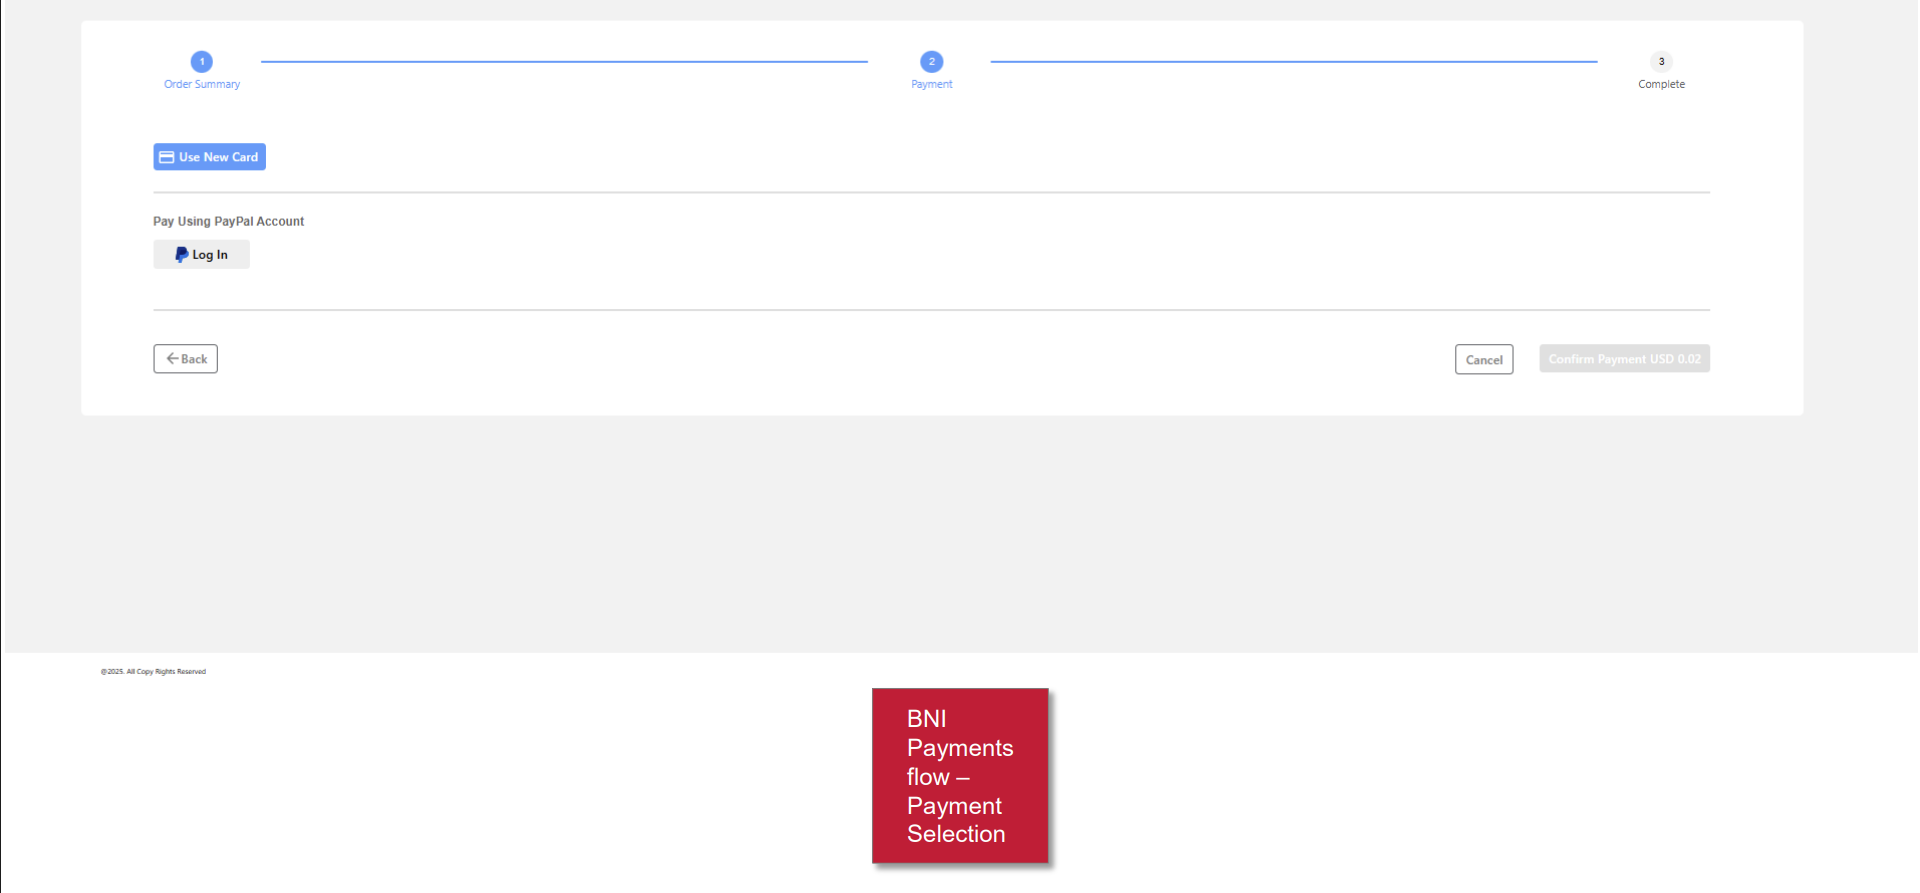 1
Order Summary
2
Payment
3
Complete
Use New Card
Pay Using PayPal Account
Log In
Back
Cancel
Confirm Payment USD 0.02
@2025. All Copy Rights Reserved
BNI
Payments
flow –
Payment
Selection